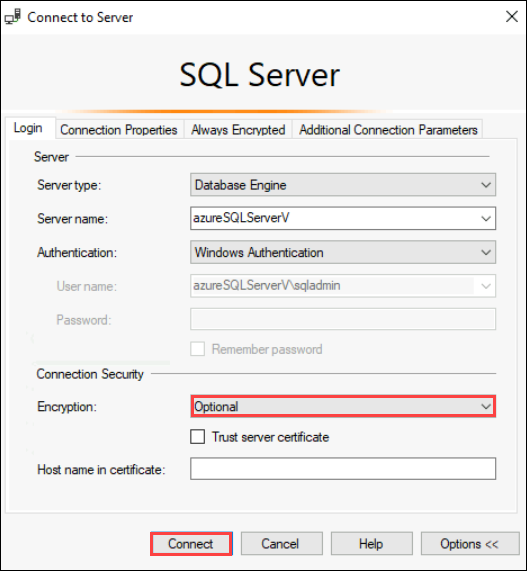 Connect to Server
SQL Server
Login Connection Properties Always Encrypted Additional Connection Parameters
Server
Server type: Database Engine
Server name: azureSQLServerV
Authentication: Windows Authentication
User name: azureSQLServerV\sqladmin
Password:
Remember password
Connection Security
Encryption: Optional
Trust server certificate
Host name in certificate:
Connect Cancel Help Options <<